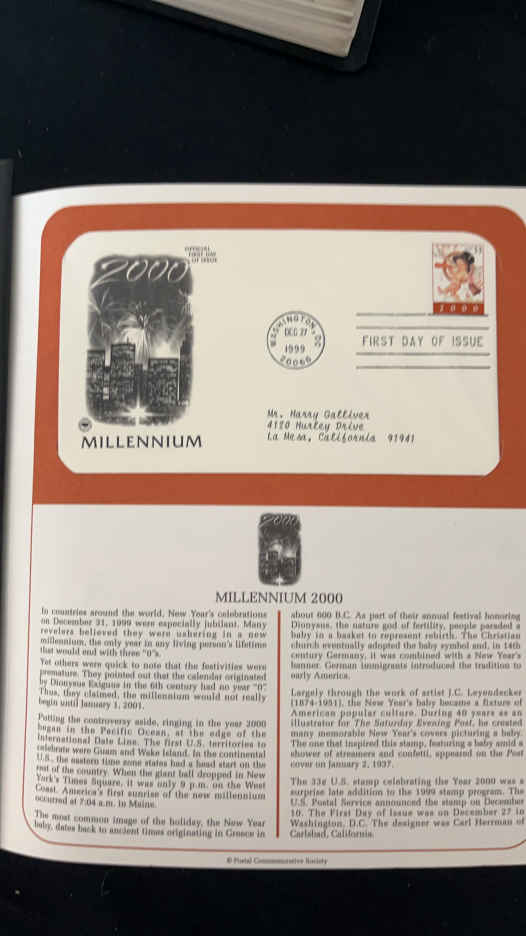 OFFICIAL
FIRST DAY
OF ISSUE
2000
33
2000
WASHINGTON, DC
DEC 27
1999
20066
FIRST DAY OF ISSUE
Mr. Harry Galliver
4120 Hurley Drive
La Mesa, California 91941
MILLENNIUM
2000
MILLENNIUM 2000
In countries around the world, New Year's celebrations
on December 31, 1999 were especially jubilant. Many
revelers believed they were ushering in a new
millennium, the only year in any living person's lifetime
that would end with three "0"s.
Yet others were quick to note that the festivities were
premature. They pointed out that the calendar originated
by Dionysus Exiguus in the 6th century had no year "0".
Thus, they claimed, the millennium would not really
begin until January 1, 2001.
Putting the controversy aside, ringing in the year 2000
began in the Pacific Ocean, at the edge of the
International Date Line. The first U.S. territories to
celebrate were Guam and Wake Island. In the continental
U.S., the eastern time zone states had a head start on the
rest of the country. When the giant ball dropped in New
York's Times Square, it was only 9 p.m. on the West
Coast. America's first sunrise of the new millennium
occurred at 7:04 a.m. in Maine.
The most common image of the holiday, the New Year
baby, dates back to ancient times originating in Greece in
about 600 B.C. As part of their annual festival honoring
Dionysus, the nature god of fertility, people paraded a
baby in a basket to represent rebirth. The Christian
church eventually adopted the baby symbol and, in 14th
century Germany, it was combined with a New Year's
banner. German immigrants introduced the tradition to
early America.
Largely through the work of artist J.C. Leyendecker
(1874-1951), the New Year's baby became a fixture of
American popular culture. During 40 years as an
illustrator for The Saturday Evening Post, he created
many memorable New Year's covers picturing a baby.
The one that inspired this stamp, featuring a baby amid a
shower of streamers and confetti, appeared on the Post
cover on January 2, 1937.
The 33¢ U.S. stamp celebrating the Year 2000 was a
surprise late addition to the 1999 stamp program. The
U.S. Postal Service announced the stamp on December
10. The First Day of Issue was on December 27 in
Washington, D.C. The designer was Carl Herrman of
Carlsbad, California.
© Postal Commemorative Society